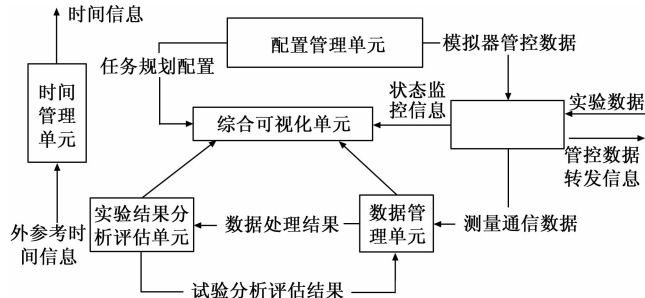 时间信息
配置管理单元
模拟器管控数据
任务规划配置
时间
管理
单元
状态监
控信息
实验数据
综合可视化单元
管控数据
转发信息
外参考时
间信息
实验结果分
析评估单元
数据处理结果
数据管
理单元
测量通信数据
试验分析评估结果